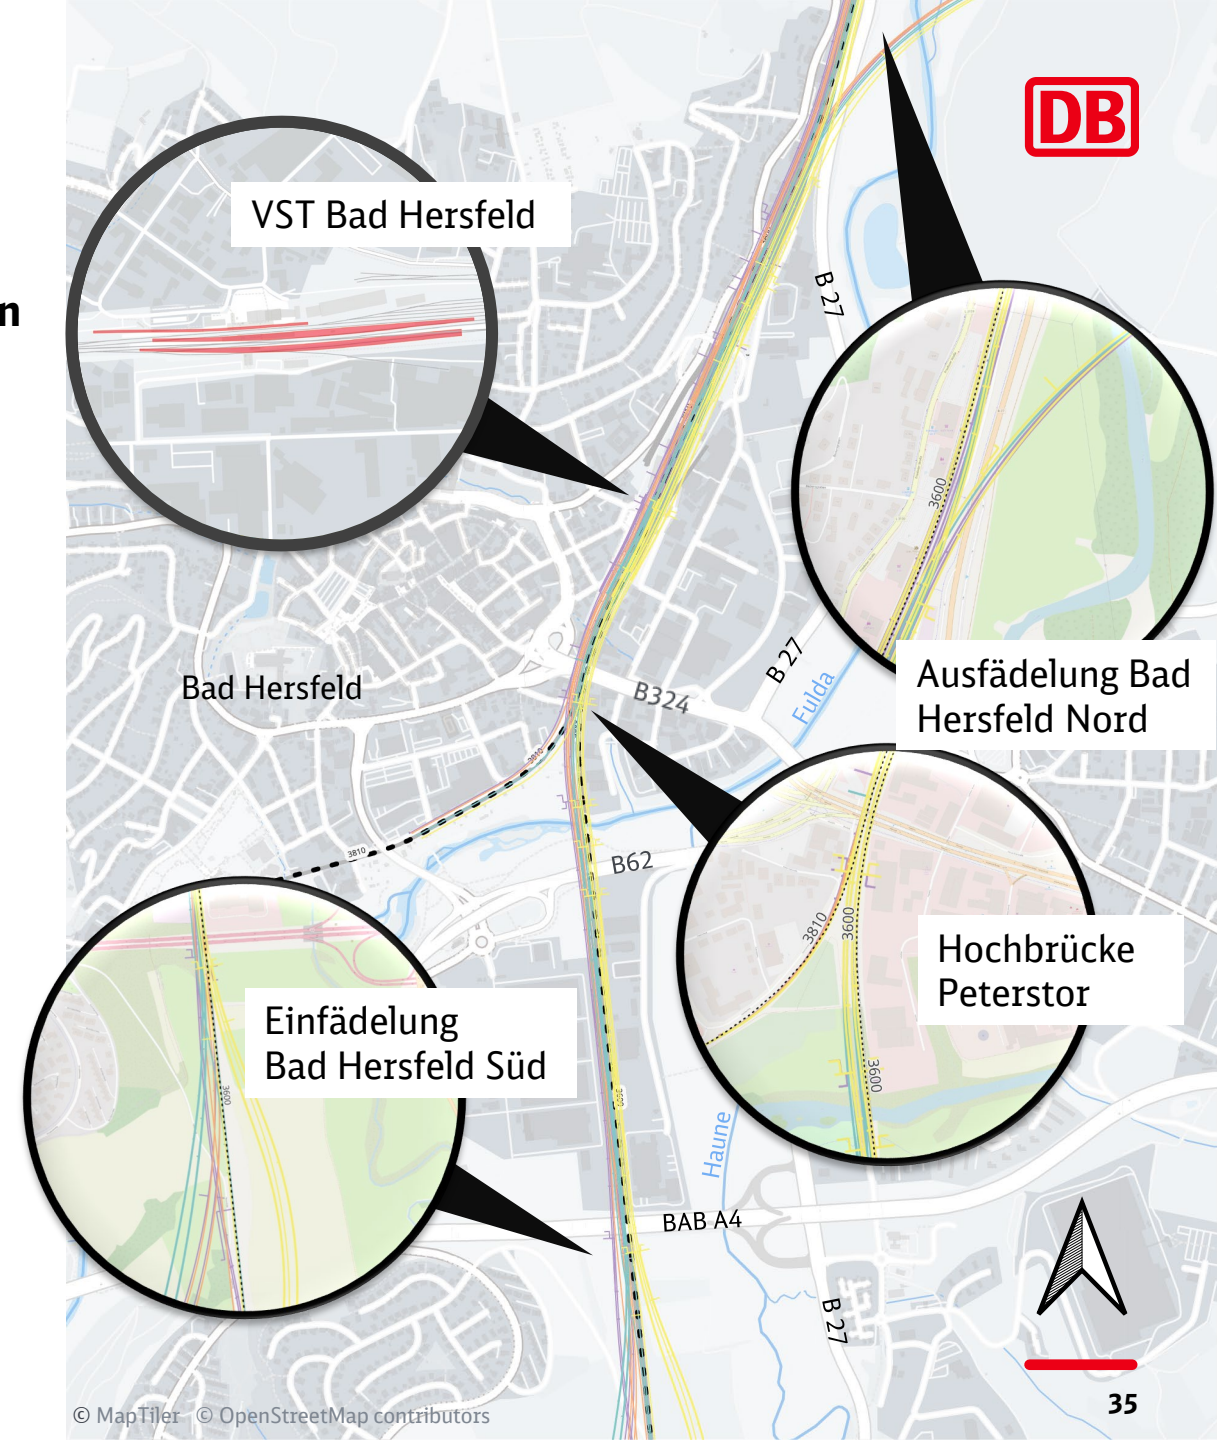 DB
VST Bad Hersfeld
n
B 27
3600
Ausfädelung Bad
Hersfeld Nord
B 27
Fulda
B324
Bad Hersfeld
3810
3810
B62
3810
3600
Hochbrücke
Peterstor
3600
Einfädelung
Bad Hersfeld Süd
3600
3600
Haune
BAB A4
B 27
35
© MapTiler © OpenStreetMap contributors